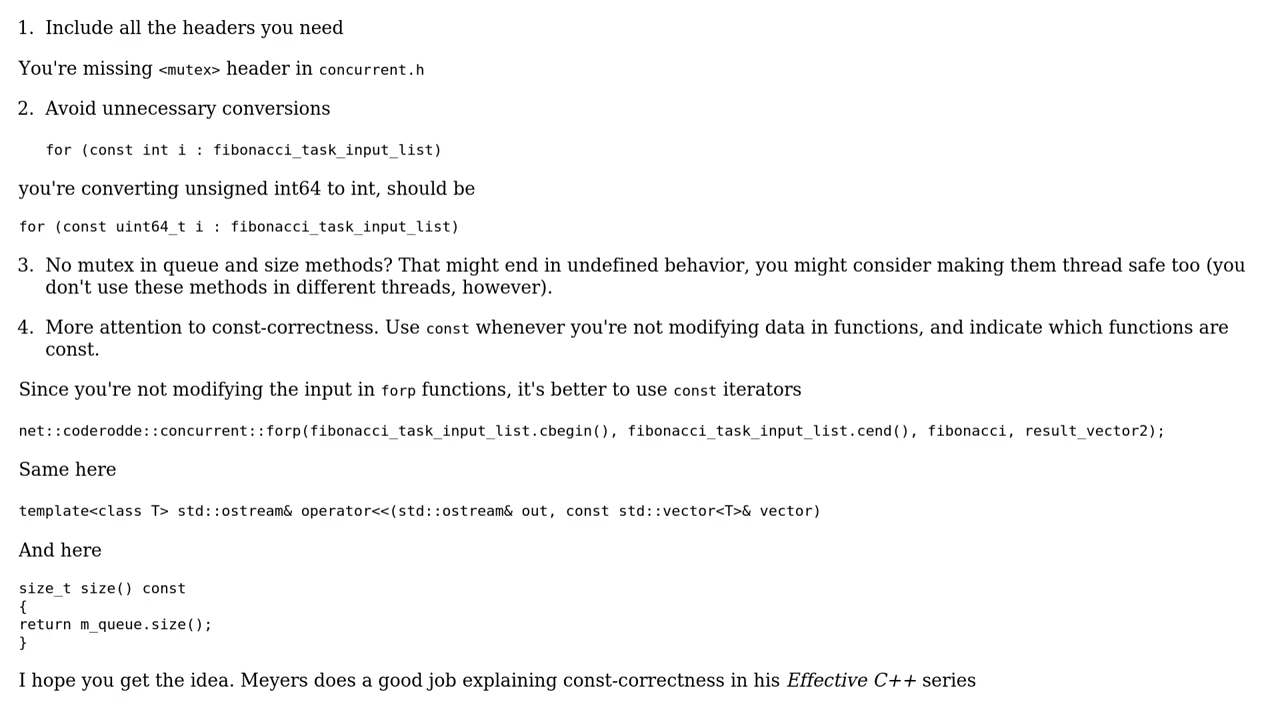 1. Include all the headers you need
You're missing <mutex> header in concurrent.h
2. Avoid unnecessary conversions
for (const int i : fibonacci_task_input_list)
you're converting unsigned int64 to int, should be
for (const uint64_t i : fibonacci_task_input_list)
3. No mutex in queue and size methods? That might end in undefined behavior, you might consider making them thread safe too (you
don't use these methods in different threads, however).
4. More attention to const-correctness. Use const whenever you're not modifying data in functions, and indicate which functions are
const.
Since you're not modifying the input in forp functions, it's better to use const iterators
net::coderodde::concurrent::forp(fibonacci_task_input_list.cbegin(), fibonacci_task_input_list.cend(), fibonacci, result_vector2);
Same here
template<class T> std::ostream& operator<<(std::ostream& out, const std::vector<T>& vector)
And here
size_t size() const
{
return m_queue.size();
}
I hope you get the idea. Meyers does a good job explaining const-correctness in his Effective C++ series